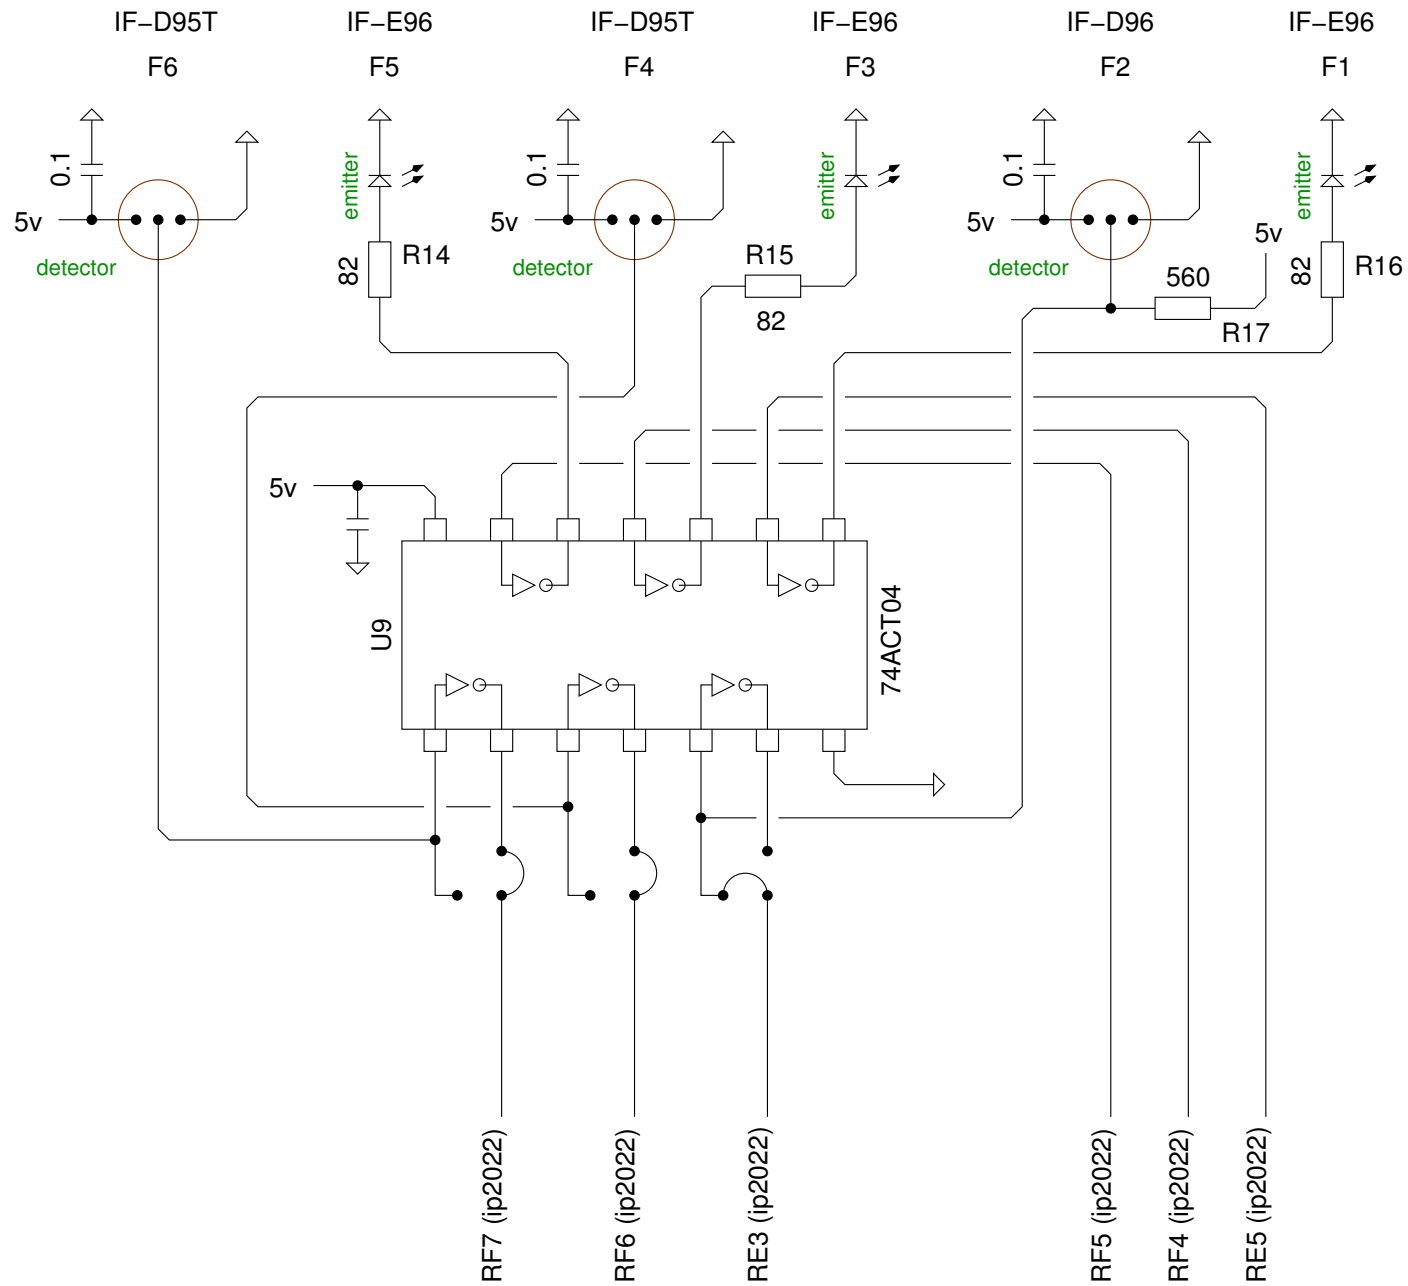 IF−D95T
IF−E96
IF−D95T
IF−E96
IF−D96
IF−E96
F6
F5
F4
F3
F2
F1
0.1
emitter
0.1
emitter
0.1
emitter
5v
5v
5v
5v
detector
82
R14
detector
R15
82
detector
560
R17
82
R16
5v
U9
74ACT04
RF7 (ip2022)
RF6 (ip2022)
RE3 (ip2022)
RF5 (ip2022)
RF4 (ip2022)
RE5 (ip2022)